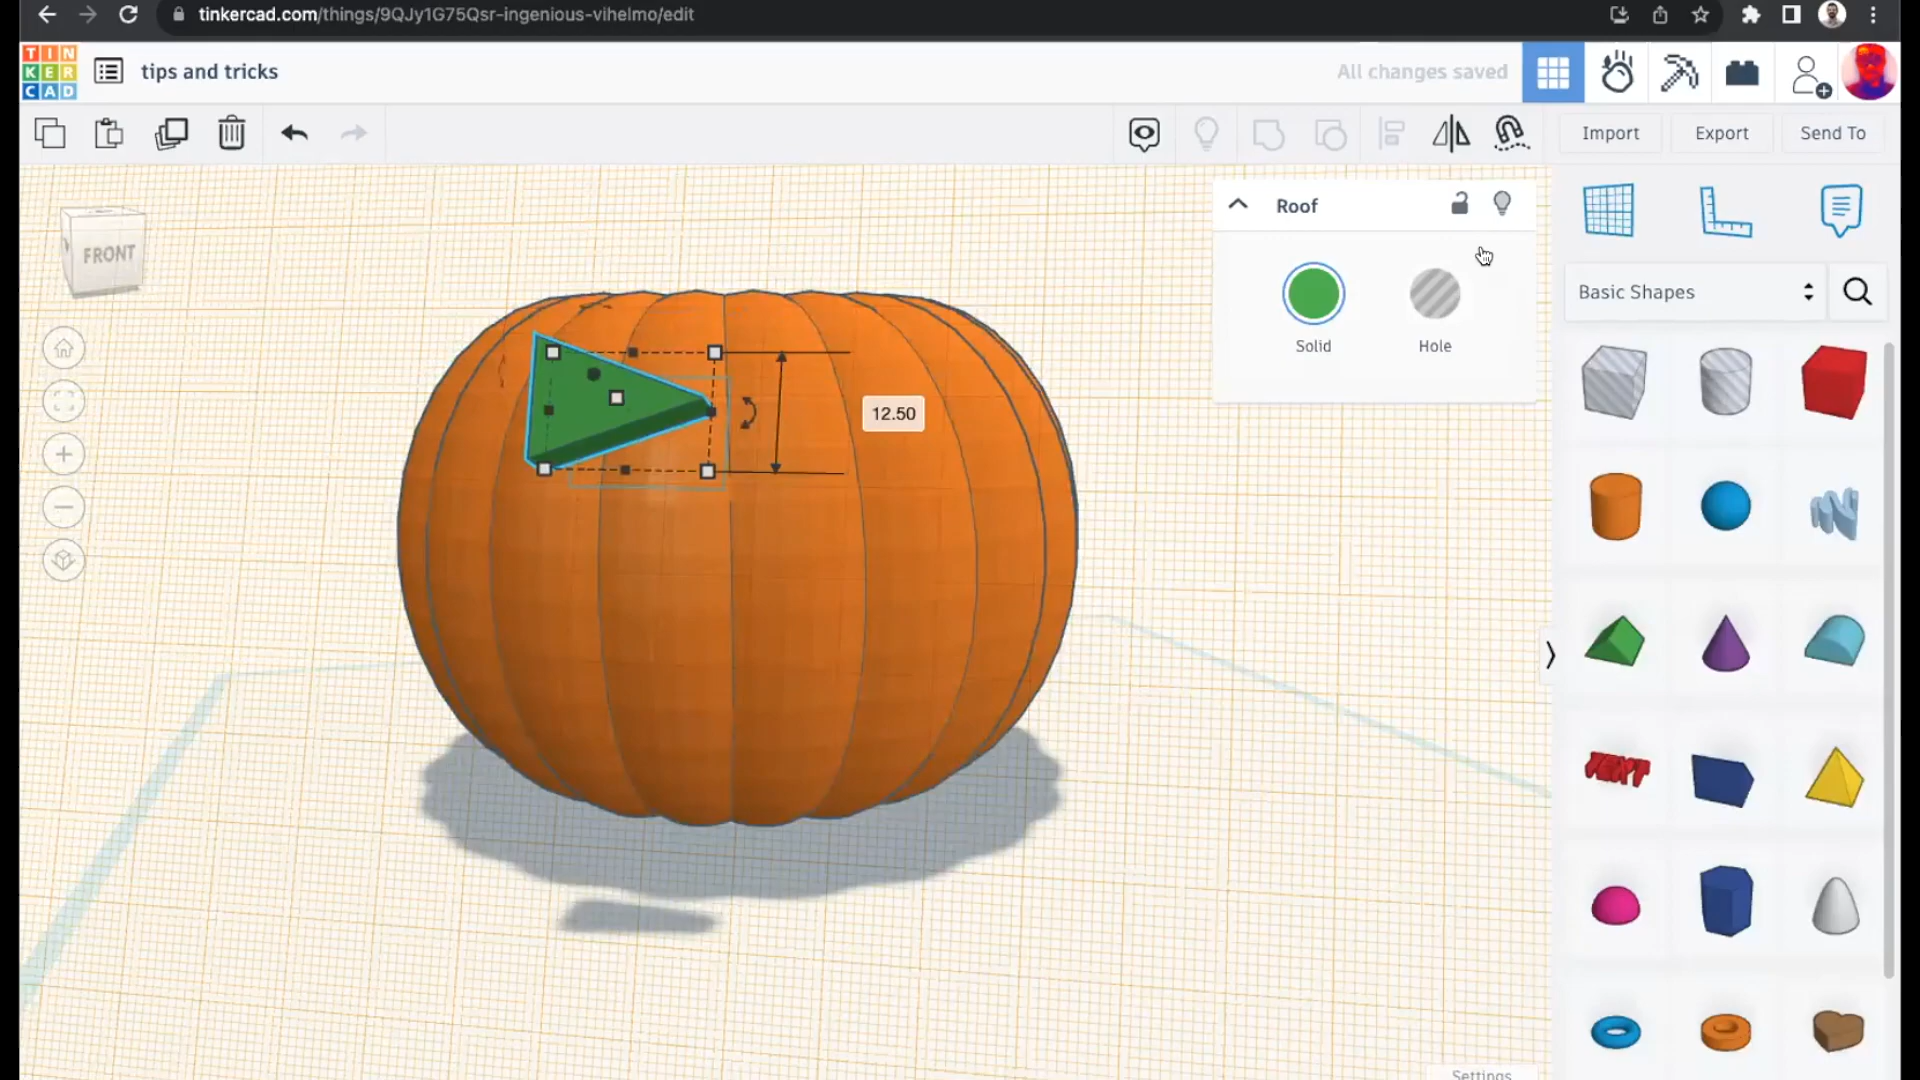 tinkercad.com/things/9QJy1G75Qsr-ingenious-vihelmo/edit
TIN
KER
CAD
tips and tricks
All changes saved
Import
Export
Send To
FRONT
Roof
Solid
Hole
12.50
Basic Shapes
TEXT
Settings